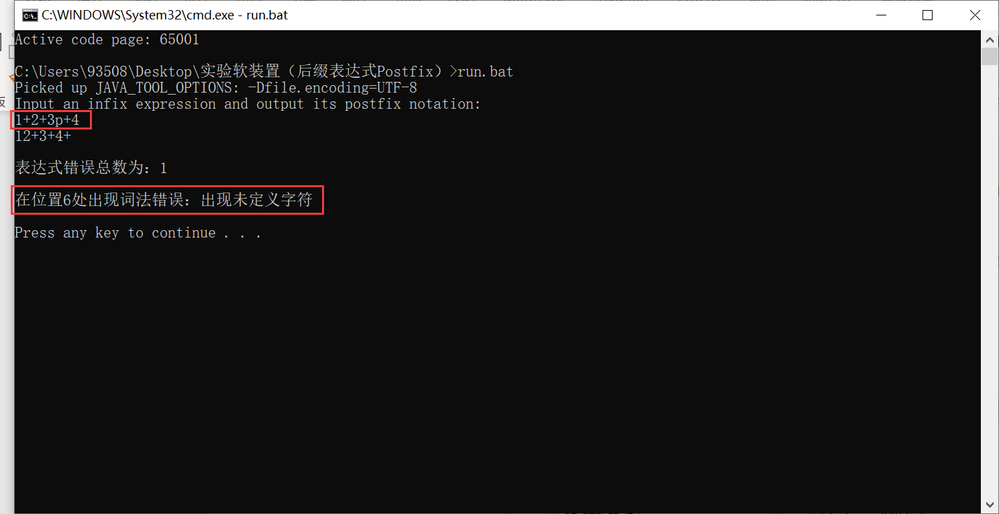 C:\WINDOWS\System32\cmd.exe - run.bat
Active code page: 65001
C:\Users\93508\Desktop\实验软装置（后缀表达式Postfix）>run.bat
Picked up JAVA_TOOL_OPTIONS: -Dfile.encoding=UTF-8
Input an infix expression and output its postfix notation:
1+2+3p+4
12+3+4+
表达式错误总数为：1
在位置6处出现词法错误：出现未定义字符
Press any key to continue . . .